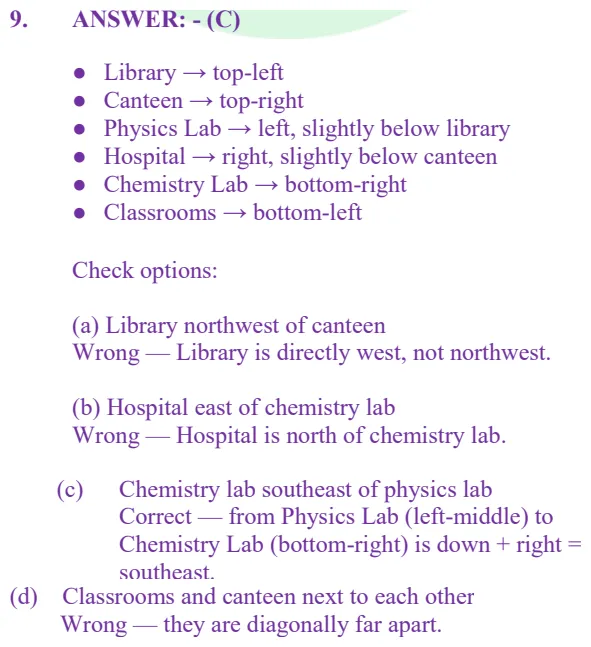 9. ANSWER: - (C)
● Library → top-left
● Canteen → top-right
● Physics Lab → left, slightly below library
● Hospital → right, slightly below canteen
● Chemistry Lab → bottom-right
● Classrooms → bottom-left
Check options:
(a) Library northwest of canteen
Wrong — Library is directly west, not northwest.
(b) Hospital east of chemistry lab
Wrong — Hospital is north of chemistry lab.
(c) Chemistry lab southeast of physics lab
Correct — from Physics Lab (left-middle) to
Chemistry Lab (bottom-right) is down + right =
southeast.
(d) Classrooms and canteen next to each other
Wrong — they are diagonally far apart.